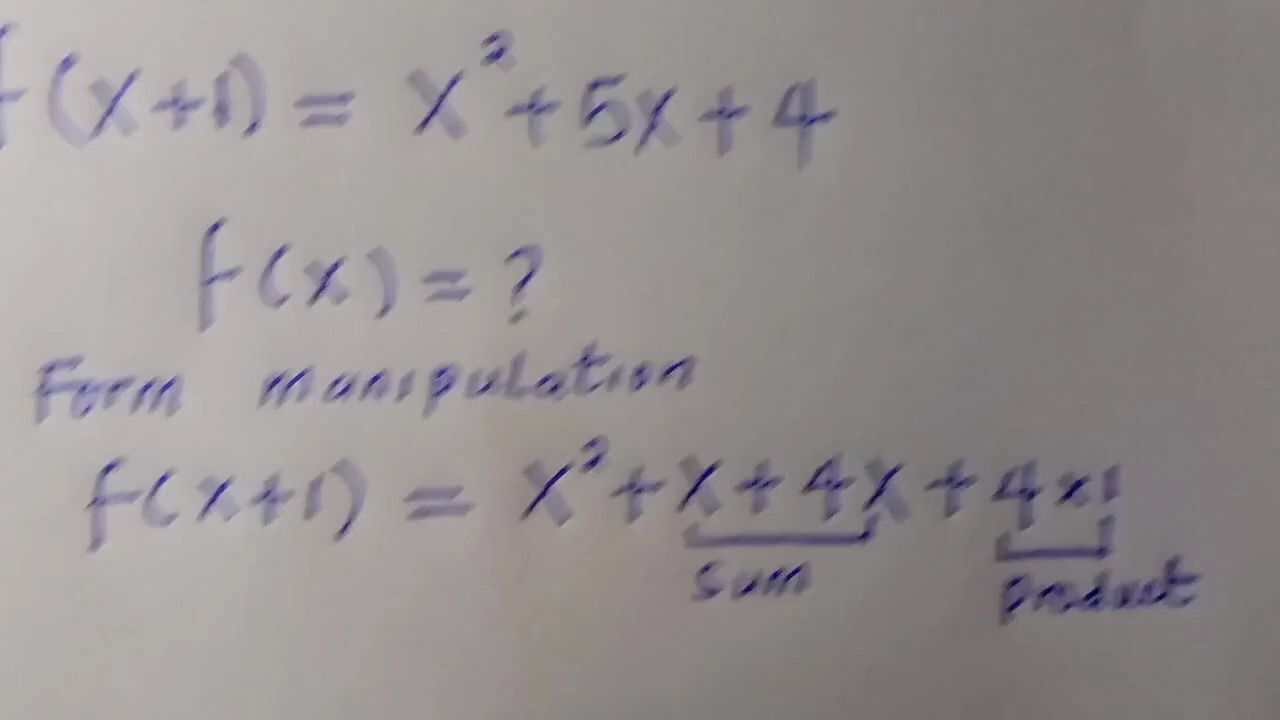 f(x+1) = x² + 5x + 4
f(x) = ?
Form manipulation
f(x+1) = x² + x + 4x + 4×1
sum product